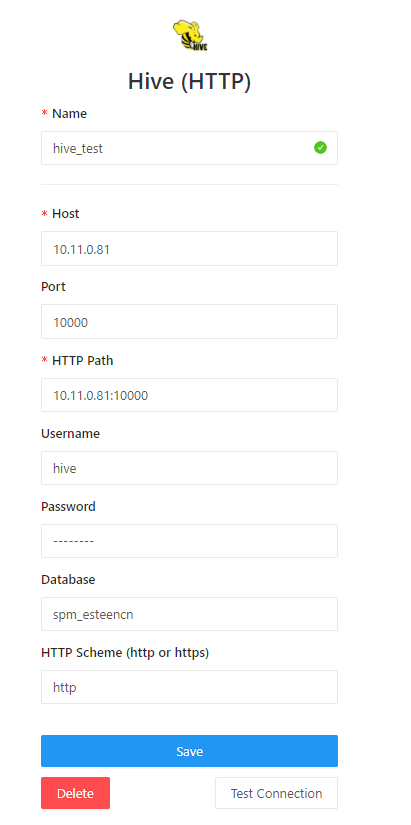 HIVE
Hive (HTTP)
* Name
hive_test
* Host
10.11.0.81
Port
10000
* HTTP Path
10.11.0.81:10000
Username
hive
Password
--------
Database
spm_esteencn
HTTP Scheme (http or https)
http
Save
Delete
Test Connection